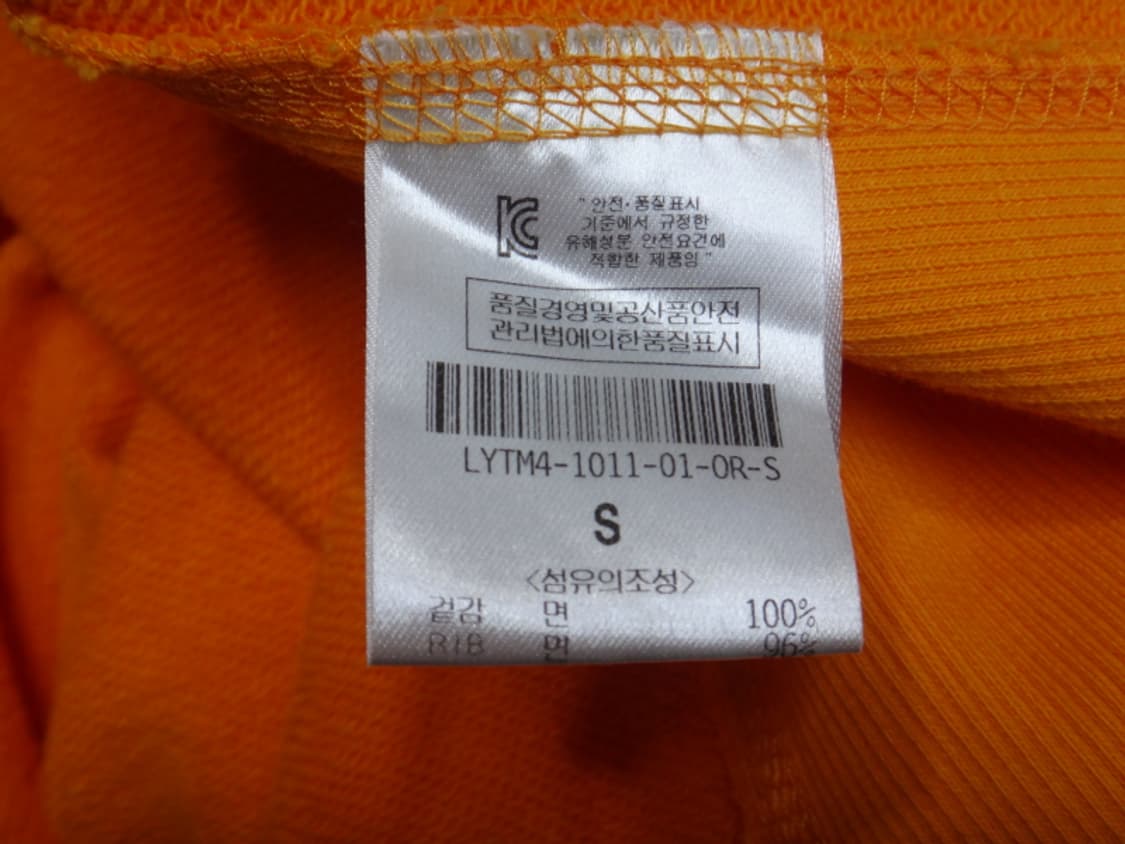 KC
"안전·품질표시
기준에서 규정한
유해성분 안전요건에
적합한 제품임"
품질경영및공산품안전
관리법에의한품질표시
LYTM4-1011-01-OR-S
S
<섬유의조성>
겉감 면 100%
RIB 면 96%